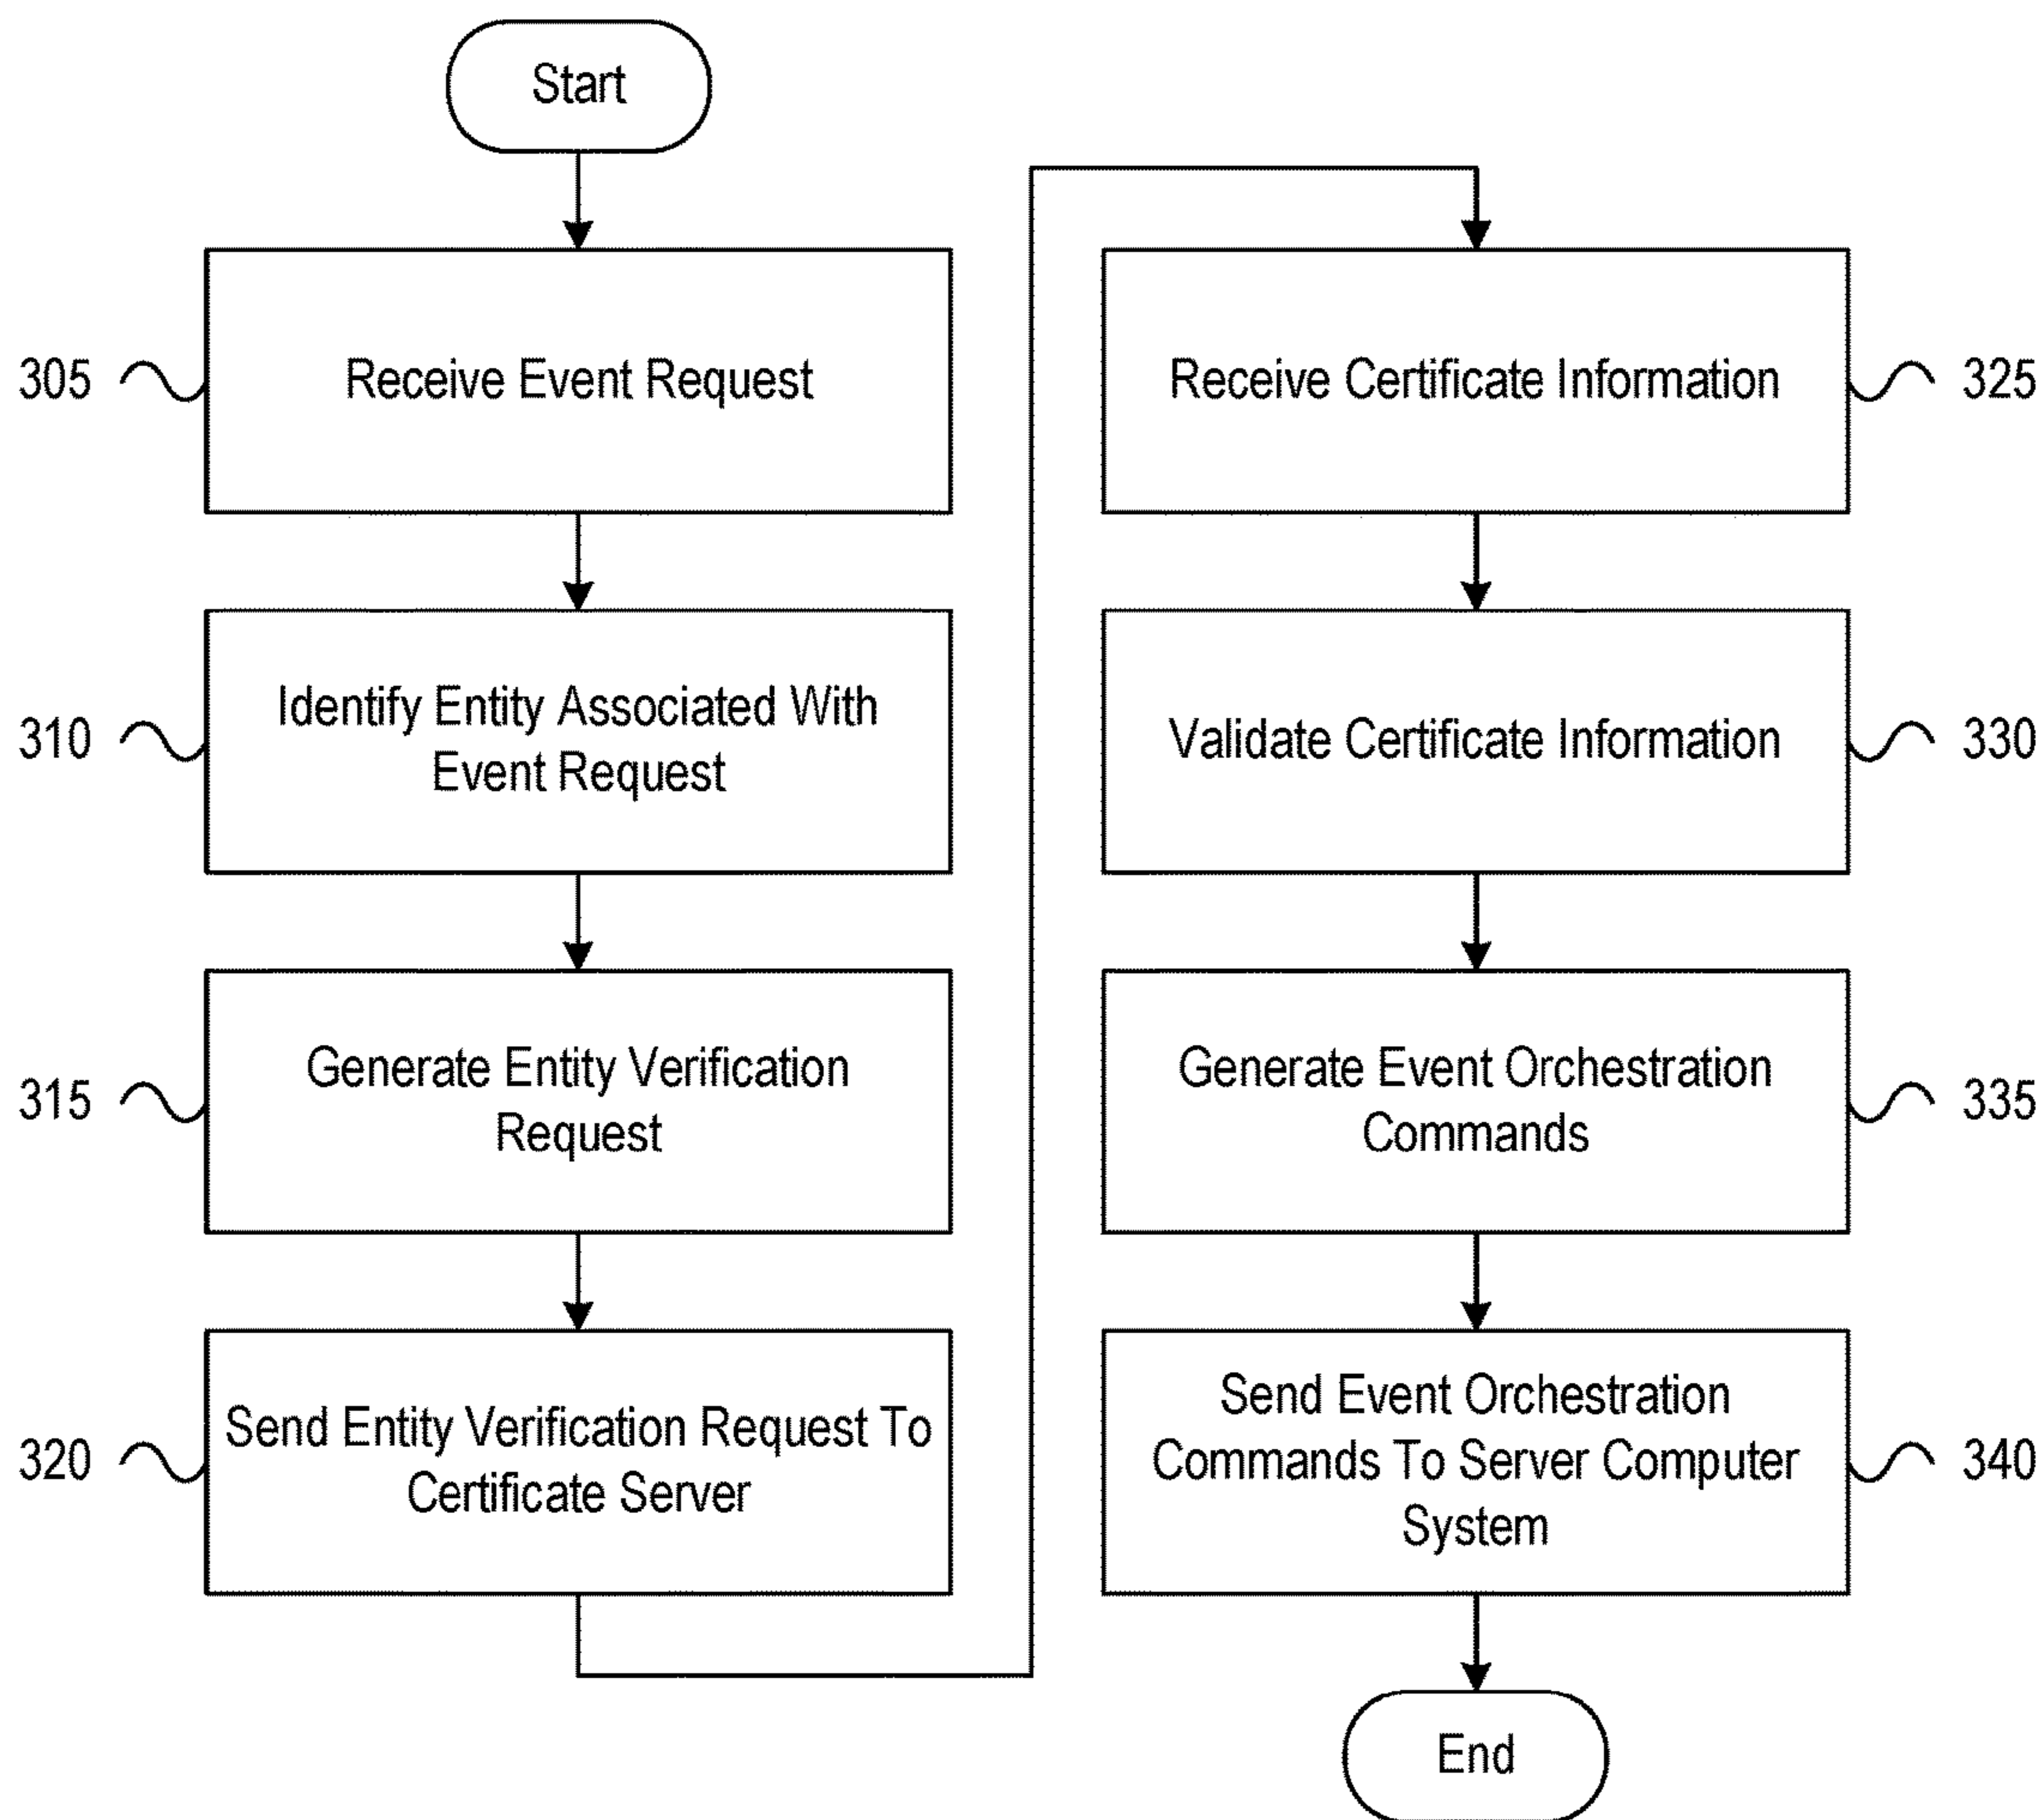 Start
305
Receive Event Request
310
Identify Entity Associated With
Event Request
315
Generate Entity Verification
Request
320
Send Entity Verification Request To
Certificate Server
Receive Certificate Information
325
Validate Certificate Information
330
Generate Event Orchestration
Commands
335
Send Event Orchestration
Commands To Server Computer
System
340
End